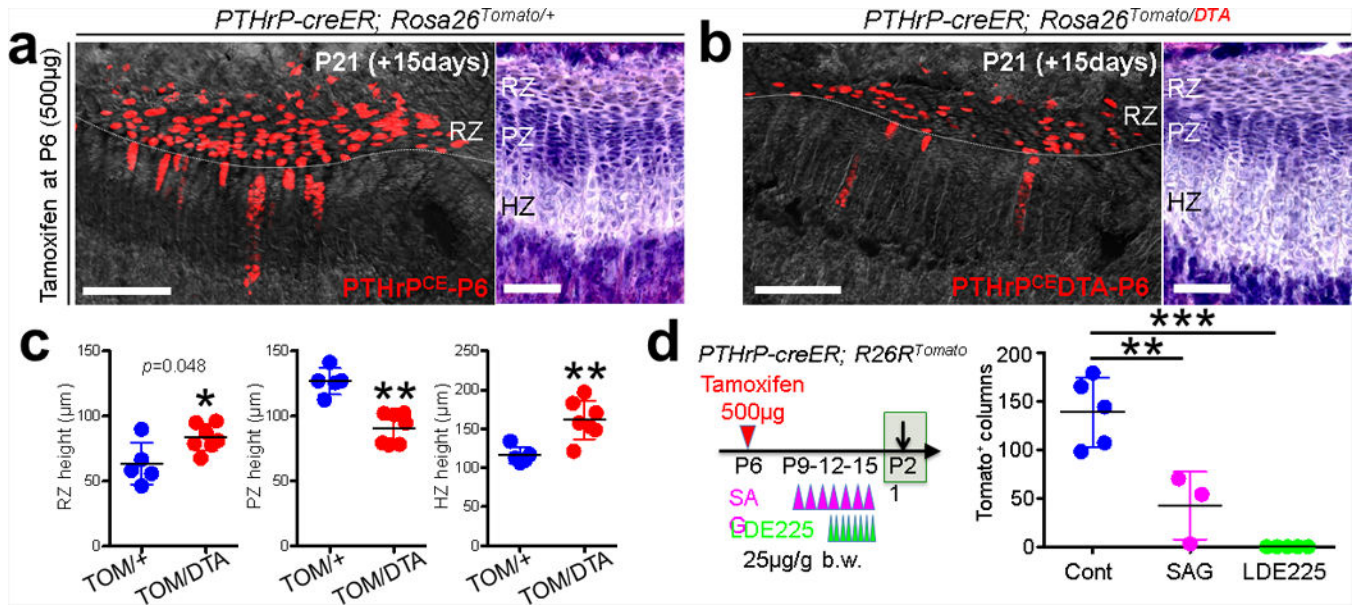 PTHrP-creER; Rosa26Tomato/+
PTHrP-creER; Rosa26Tomato/DTA
a
Tamoxifen at P6 (500µg)
P21 (+15days)
RZ
PTHrPCE-P6
RZ
PZ
HZ
b
P21 (+15days)
RZ
PTHrPCEDTA-P6
RZ
PZ
HZ
c
RZ height (µm)
150
100
50
0
p=0.048
*
TOM/+
TOM/DTA
PZ height (µm)
150
100
50
0
**
TOM/+
TOM/DTA
HZ height (µm)
250
200
150
100
50
0
**
TOM/+
TOM/DTA
d
PTHrP-creER; R26RTomato
Tamoxifen
500µg
P6 P9-12-15 P2
1
SA
G
LDE225
25µg/g b.w.
Tomato+ columns
200
150
100
50
0
***
**
Cont SAG LDE225